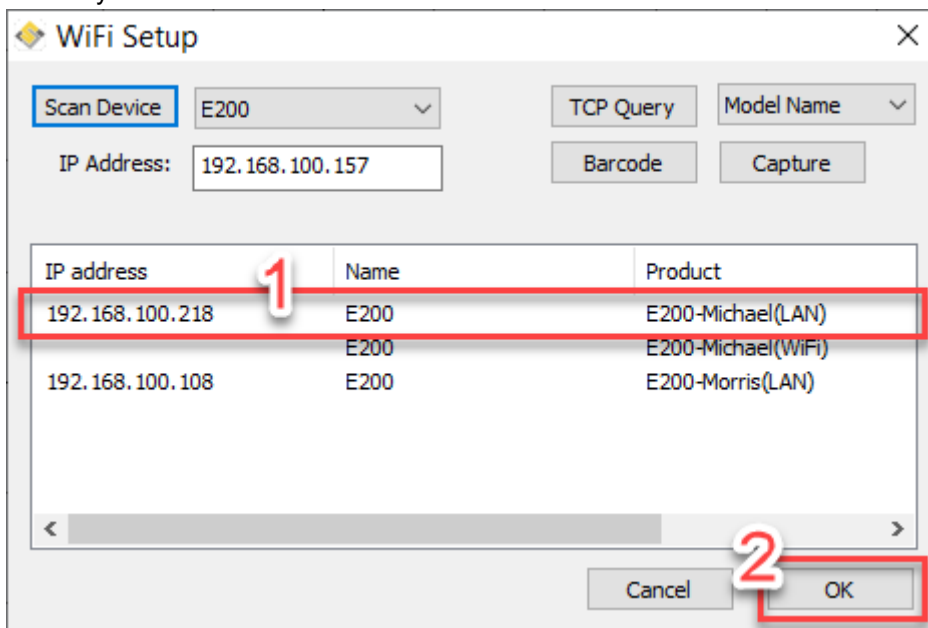 WiFi Setup
Scan Device E200 TCP Query Model Name
IP Address: 192.168.100.157 Barcode Capture
IP address Name Product
1
192.168.100.218 E200 E200-Michael(LAN)
E200 E200-Michael(WiFi)
192.168.100.108 E200 E200-Morris(LAN)
2
Cancel OK